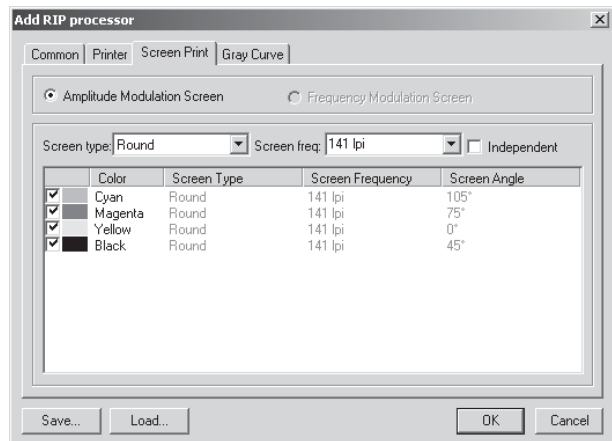 Add RIP processor
Common Printer Screen Print Gray Curve
Amplitude Modulation Screen Frequency Modulation Screen
Screen type: Round Screen freq: 141 lpi Independent
Color Screen Type Screen Frequency Screen Angle
Cyan Round 141 lpi 105°
Magenta Round 141 lpi 75°
Yellow Round 141 lpi 0°
Black Round 141 lpi 45°
Save... Load... OK Cancel